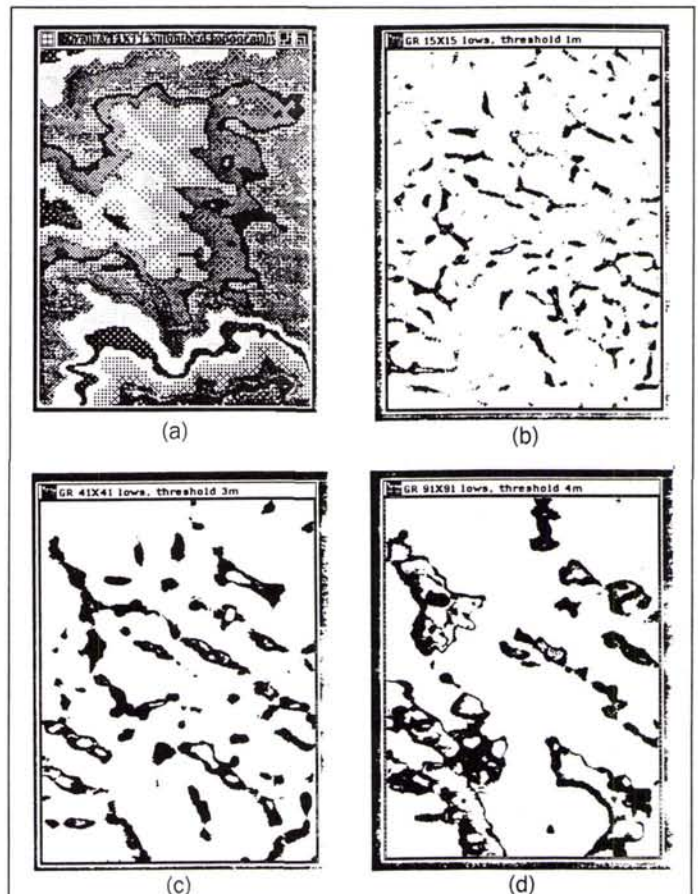 (a)
GR 15X15 lows, threshold 1m
(b)
GR 41X41 lows, threshold 3m
(c)
GR 91X91 lows, threshold 4m
(d)